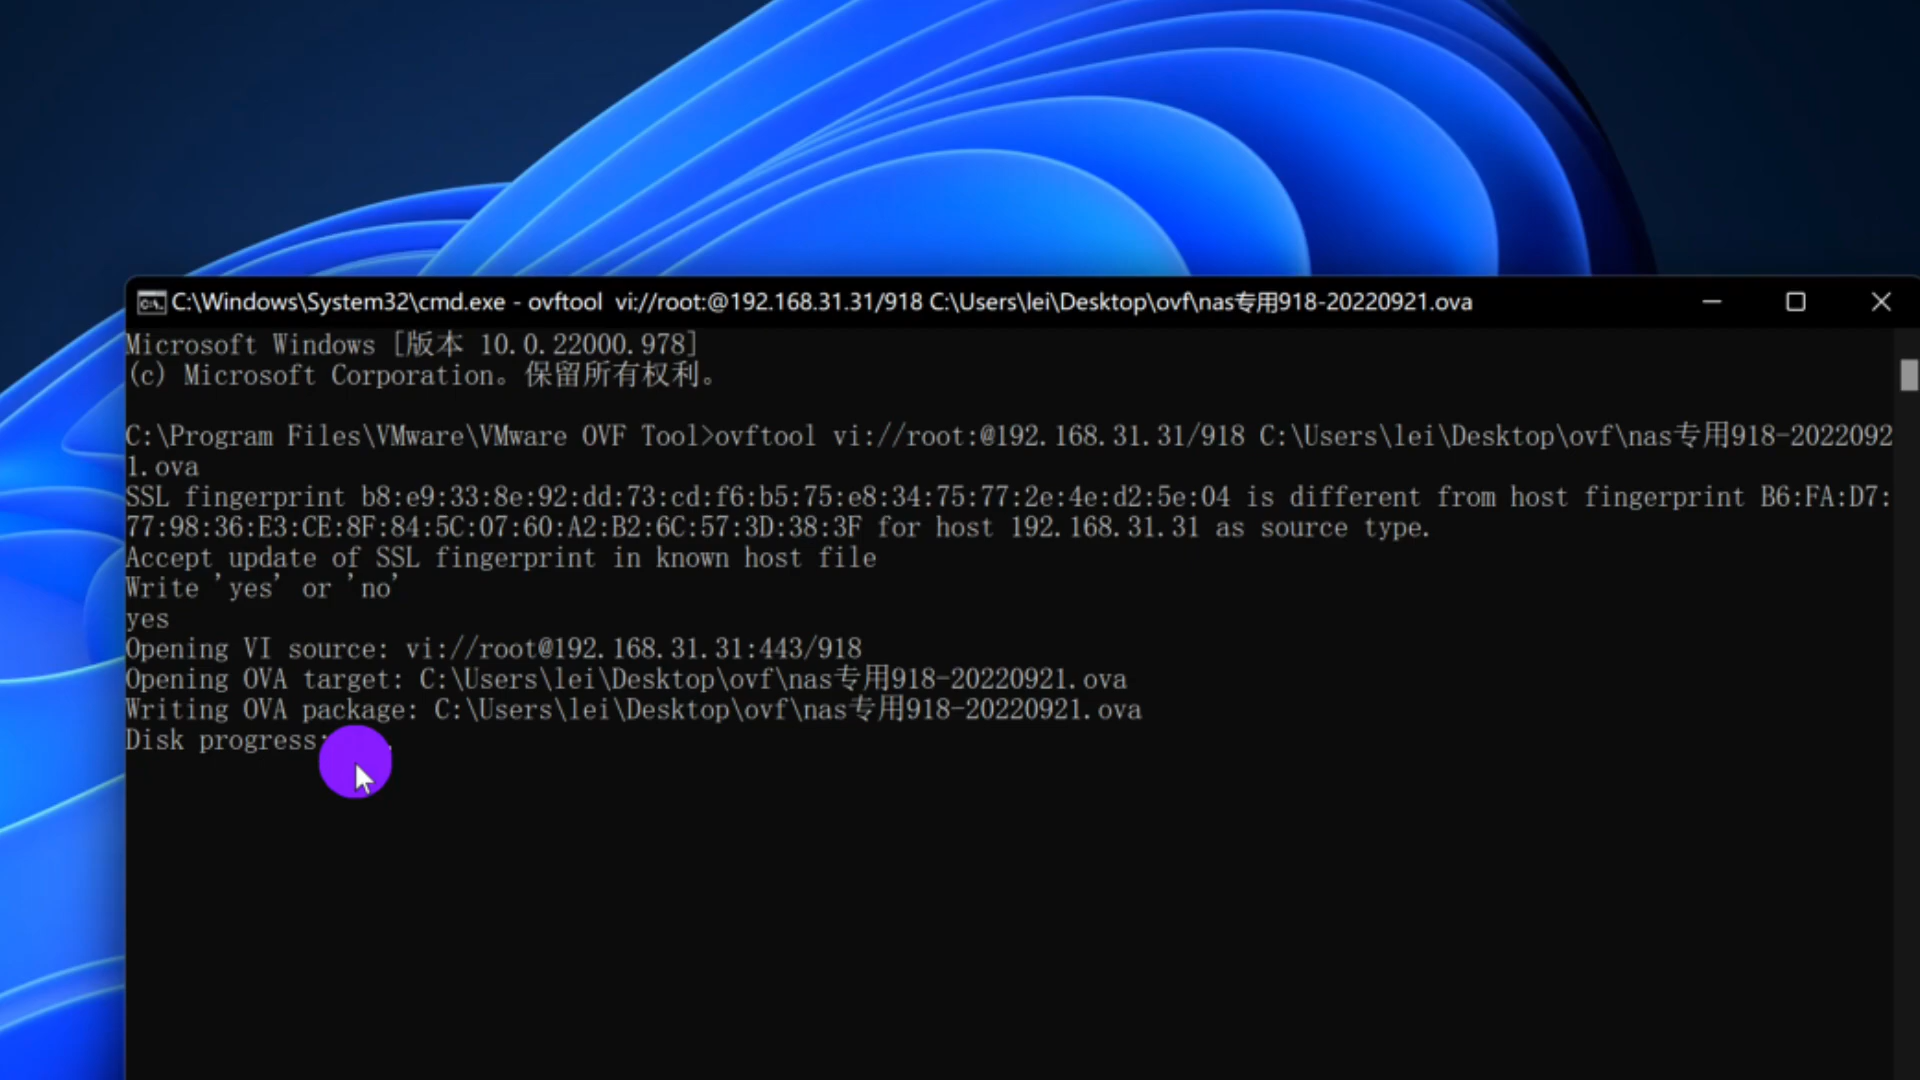 C:\Windows\System32\cmd.exe - ovftool  vi://root:@192.168.31.31/918 C:\Users\lei\Desktop\ovf\nas专用918-20220921.ova
Microsoft Windows [版本 10.0.22000.978]
(c) Microsoft Corporation。保留所有权利。
C:\Program Files\VMware\VMware OVF Tool>ovftool vi://root:@192.168.31.31/918 C:\Users\lei\Desktop\ovf\nas专用918-2022092
1.ova
SSL fingerprint b8:e9:33:8e:92:dd:73:cd:f6:b5:75:e8:34:75:77:2e:4e:d2:5e:04 is different from host fingerprint B6:FA:D7:
77:98:36:E3:CE:8F:84:5C:07:60:A2:B2:6C:57:3D:38:3F for host 192.168.31.31 as source type.
Accept update of SSL fingerprint in known host file
Write 'yes' or 'no'
yes
Opening VI source: vi://root@192.168.31.31:443/918
Opening OVA target: C:\Users\lei\Desktop\ovf\nas专用918-20220921.ova
Writing OVA package: C:\Users\lei\Desktop\ovf\nas专用918-20220921.ova
Disk progress: